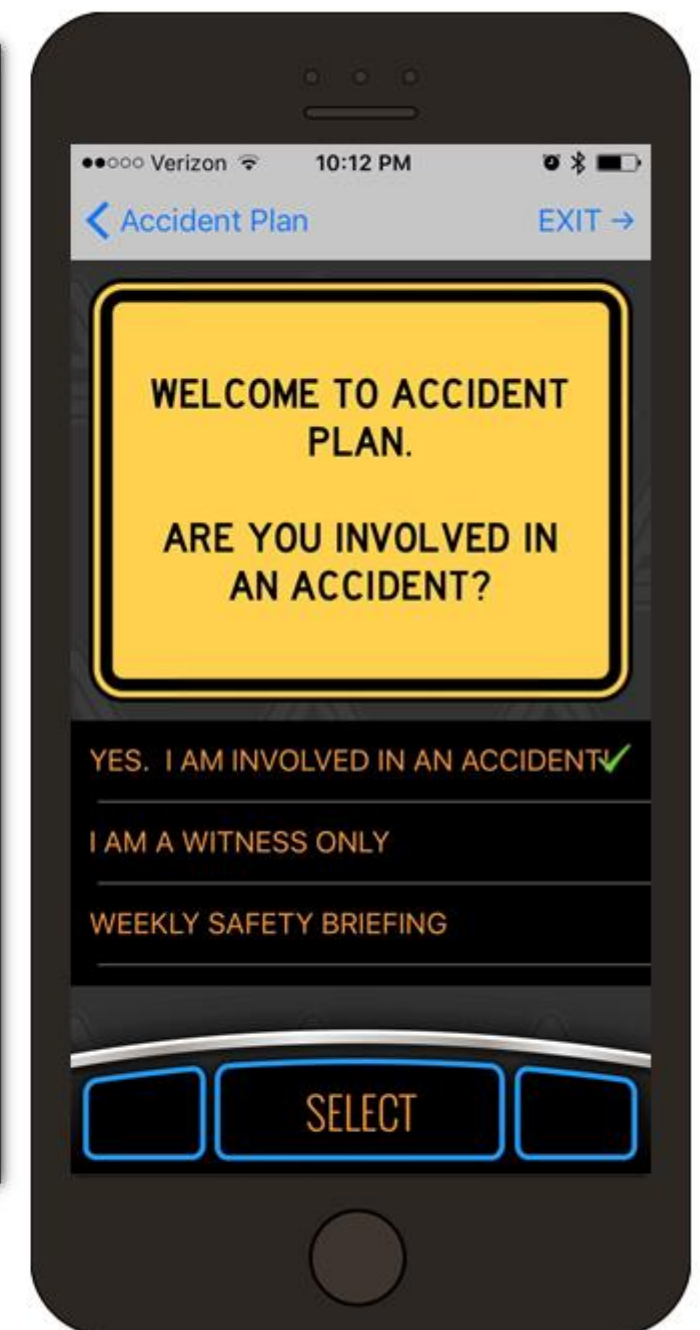 ●●○○○ Verizon 10:12 PM
Accident Plan EXIT →
WELCOME TO ACCIDENT
PLAN.
ARE YOU INVOLVED IN
AN ACCIDENT?
YES. I AM INVOLVED IN AN ACCIDENT!
I AM A WITNESS ONLY
WEEKLY SAFETY BRIEFING
SELECT